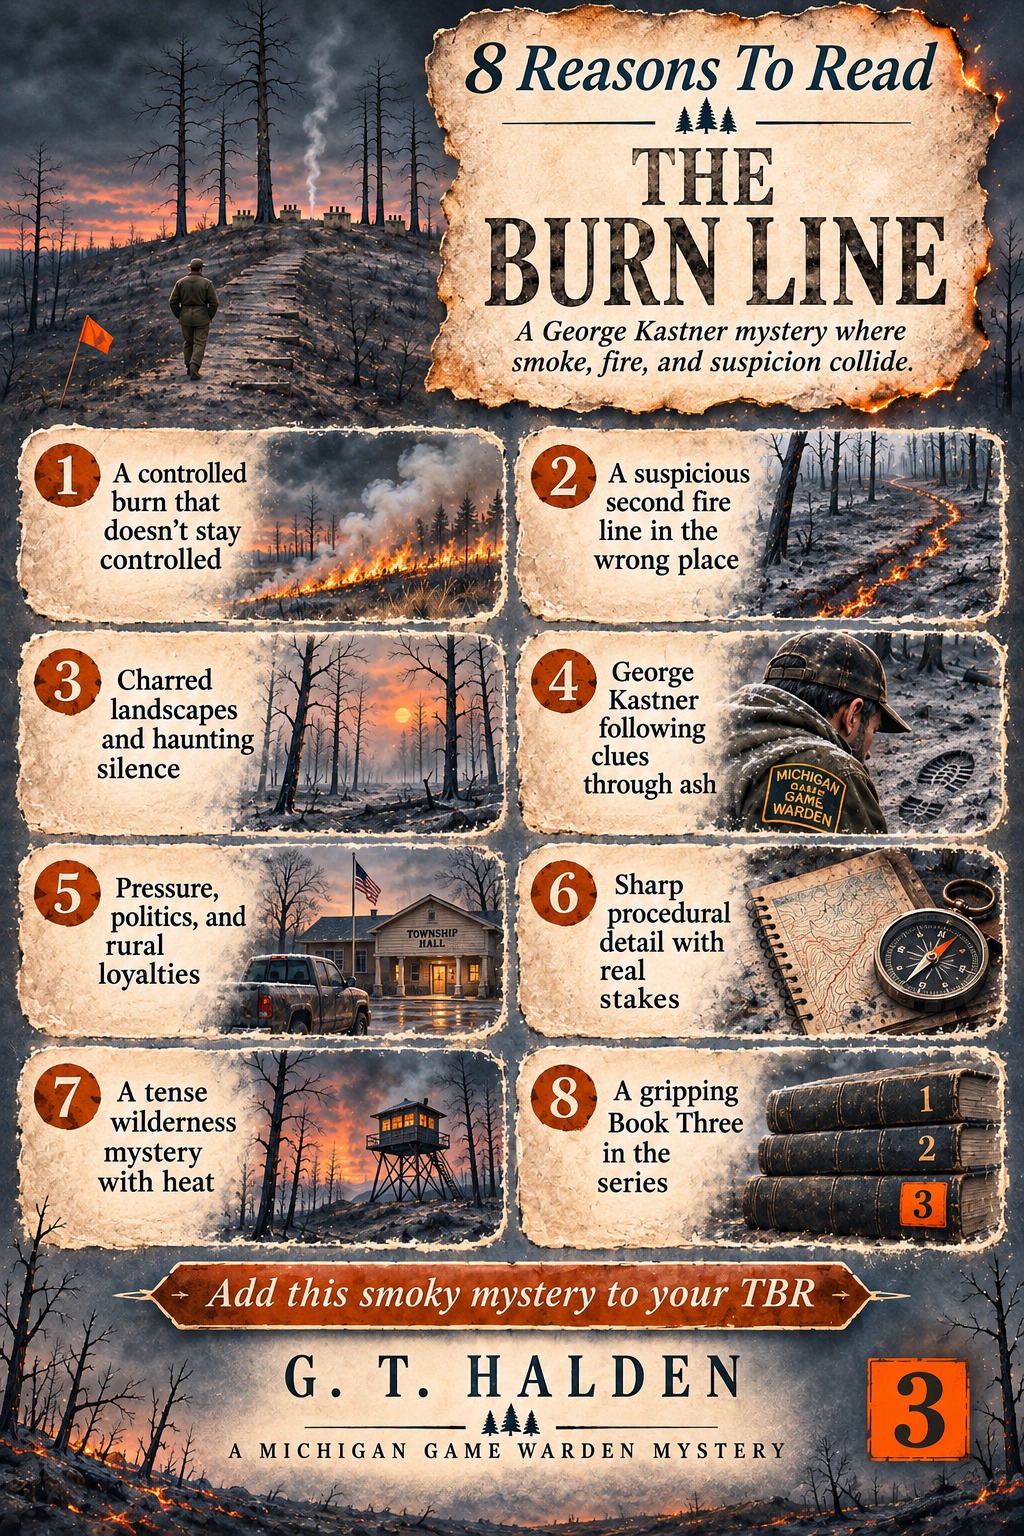 8 Reasons To Read
THE
BURN LINE
A George Kastner mystery where
smoke, fire, and suspicion collide.
1
A controlled
burn that
doesn't stay
controlled
2
A suspicious
second fire
line in the
wrong place
3
Charred
landscapes
and haunting
silence
4
George
Kastner
following
clues
through ash
MICHIGAN
GAME
GAME
WARDEN
5
Pressure,
politics, and
rural
loyalties
TOWNSHIP
HALL
6
Sharp
procedural
detail with
real
stakes
N
7
A tense
wilderness
mystery
with heat
8
A gripping
Book Three
in the
series
1
2
3
Add this smoky mystery to your TBR
G. T. HALDEN
A MICHIGAN GAME WARDEN MYSTERY
3